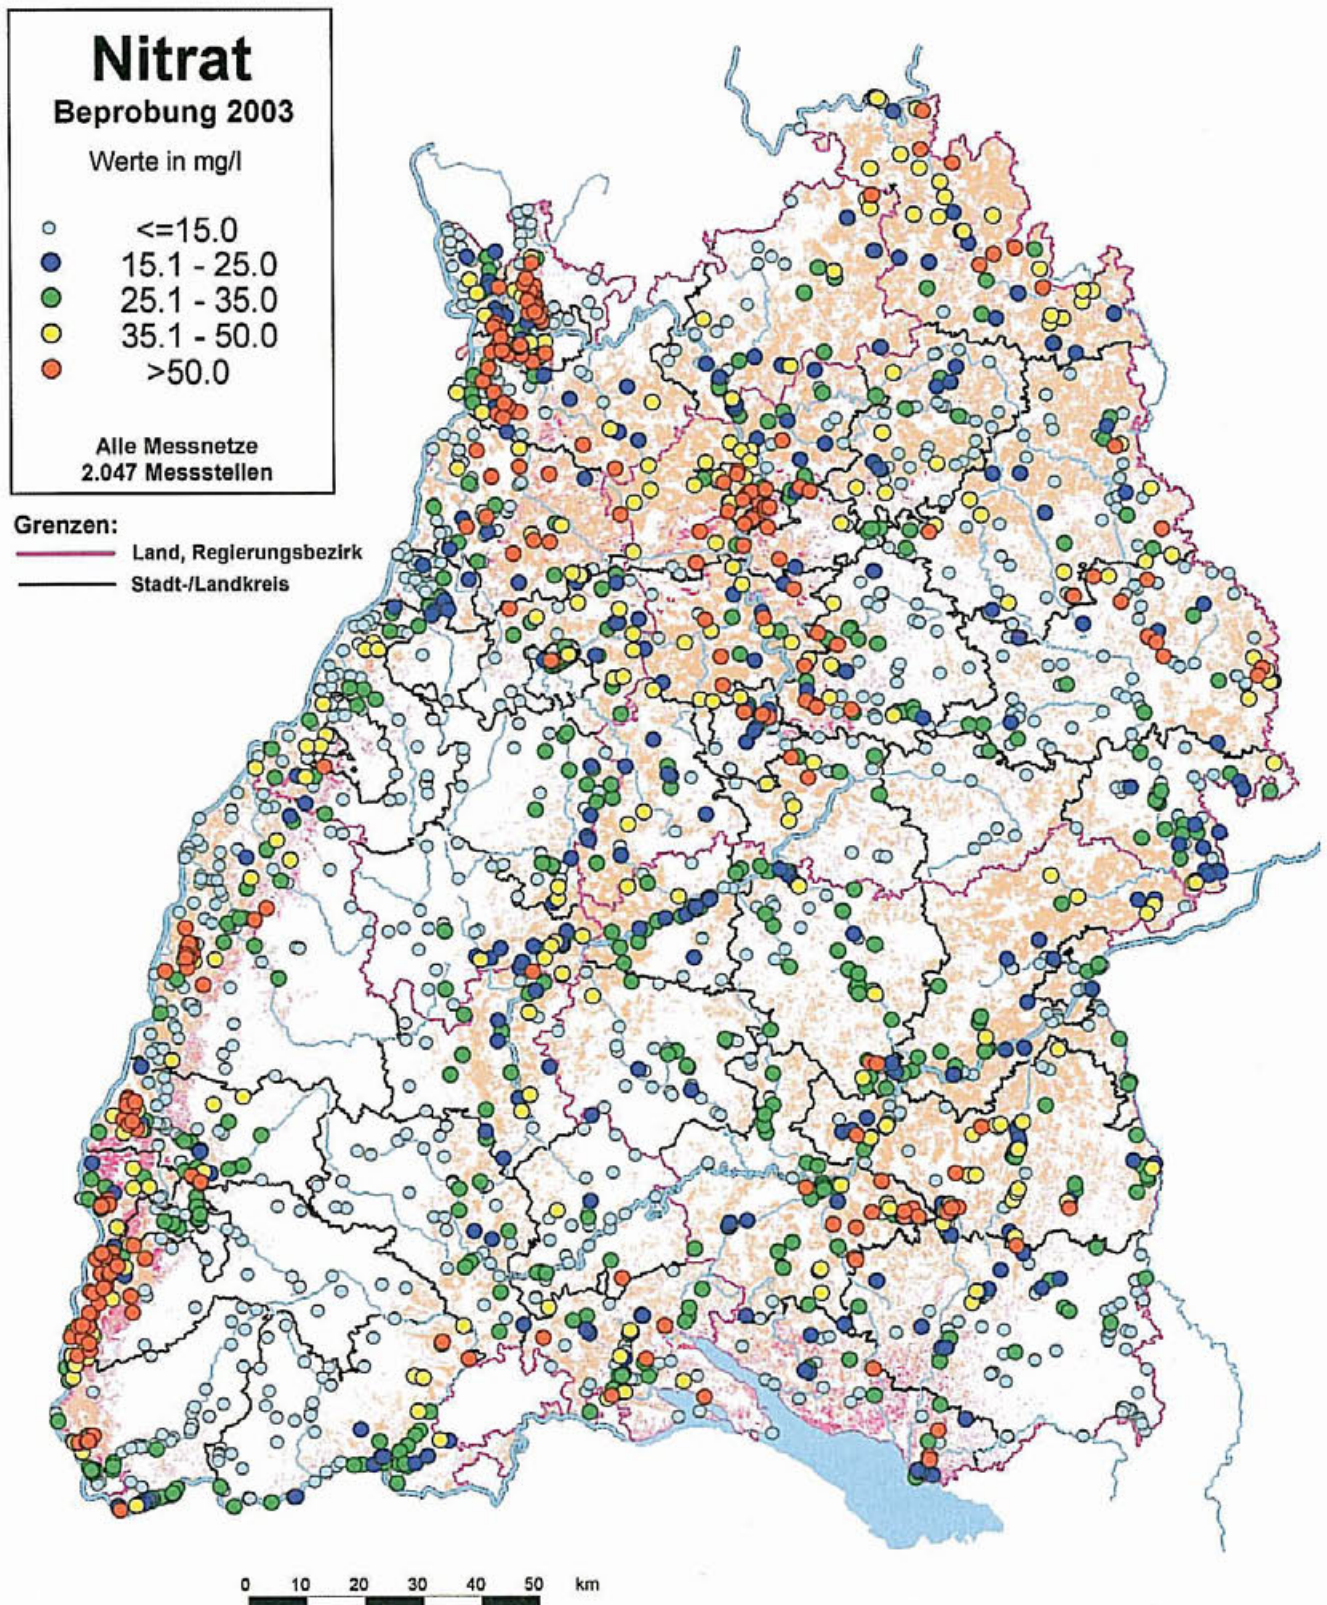 Nitrat
Beprobung 2003
Werte in mg/l
<=15.0
15.1 - 25.0
25.1 - 35.0
35.1 - 50.0
>50.0
Alle Messnetze
2.047 Messstellen
Grenzen:
Land, Regierungsbezirk
Stadt-/Landkreis
0 10 20 30 40 50 km